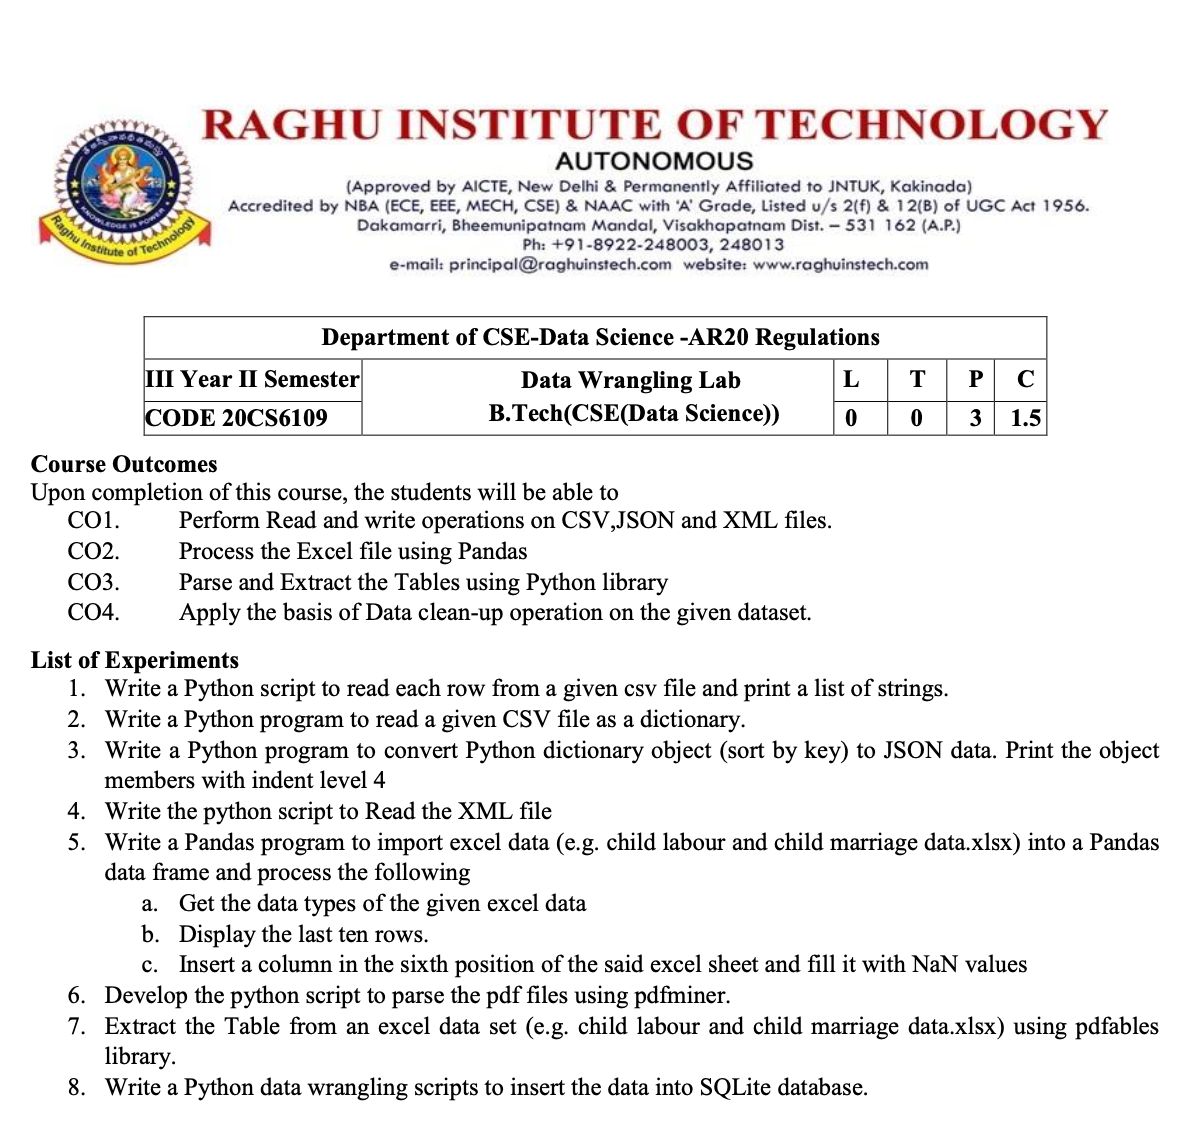 RAGHU INSTITUTE OF TECHNOLOGY
AUTONOMOUS
(Approved by AICTE, New Delhi & Permanently Affiliated to JNTUK, Kakinada)
Accredited by NBA (ECE, EEE, MECH, CSE) & NAAC with 'A' Grade, Listed u/s 2(f) & 12(B) of UGC Act 1956.
Dakamarri, Bheemunipatnam Mandal, Visakhapatnam Dist. – 531 162 (A.P.)
Ph: +91-8922-248003, 248013
e-mail: principal@raghuinstech.com website: www.raghuinstech.com
KNOWLEDGE IS POWER
Raghu Institute of Technology
Department of CSE-Data Science -AR20 Regulations
III Year II Semester Data Wrangling Lab L T P C
CODE 20CS6109 B.Tech(CSE(Data Science)) 0 0 3 1.5
Course Outcomes
Upon completion of this course, the students will be able to
CO1. Perform Read and write operations on CSV,JSON and XML files.
CO2. Process the Excel file using Pandas
CO3. Parse and Extract the Tables using Python library
CO4. Apply the basis of Data clean-up operation on the given dataset.
List of Experiments
1. Write a Python script to read each row from a given csv file and print a list of strings.
2. Write a Python program to read a given CSV file as a dictionary.
3. Write a Python program to convert Python dictionary object (sort by key) to JSON data. Print the object
members with indent level 4
4. Write the python script to Read the XML file
5. Write a Pandas program to import excel data (e.g. child labour and child marriage data.xlsx) into a Pandas
data frame and process the following
a. Get the data types of the given excel data
b. Display the last ten rows.
c. Insert a column in the sixth position of the said excel sheet and fill it with NaN values
6. Develop the python script to parse the pdf files using pdfminer.
7. Extract the Table from an excel data set (e.g. child labour and child marriage data.xlsx) using pdfables
library.
8. Write a Python data wrangling scripts to insert the data into SQLite database.